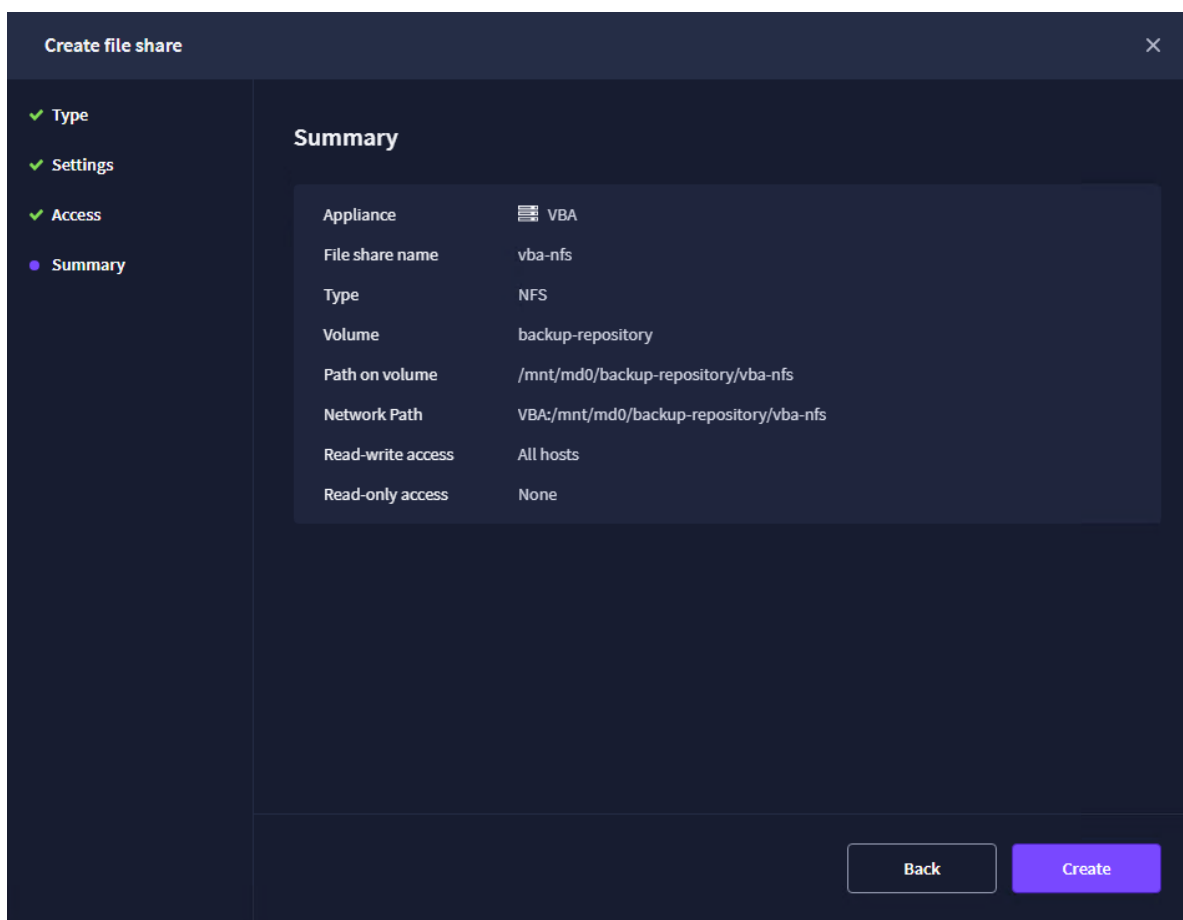 Create file share
Type
Settings
Access
Summary
Summary
Appliance VBA
File share name vba-nfs
Type NFS
Volume backup-repository
Path on volume /mnt/md0/backup-repository/vba-nfs
Network Path VBA:/mnt/md0/backup-repository/vba-nfs
Read-write access All hosts
Read-only access None
Back Create